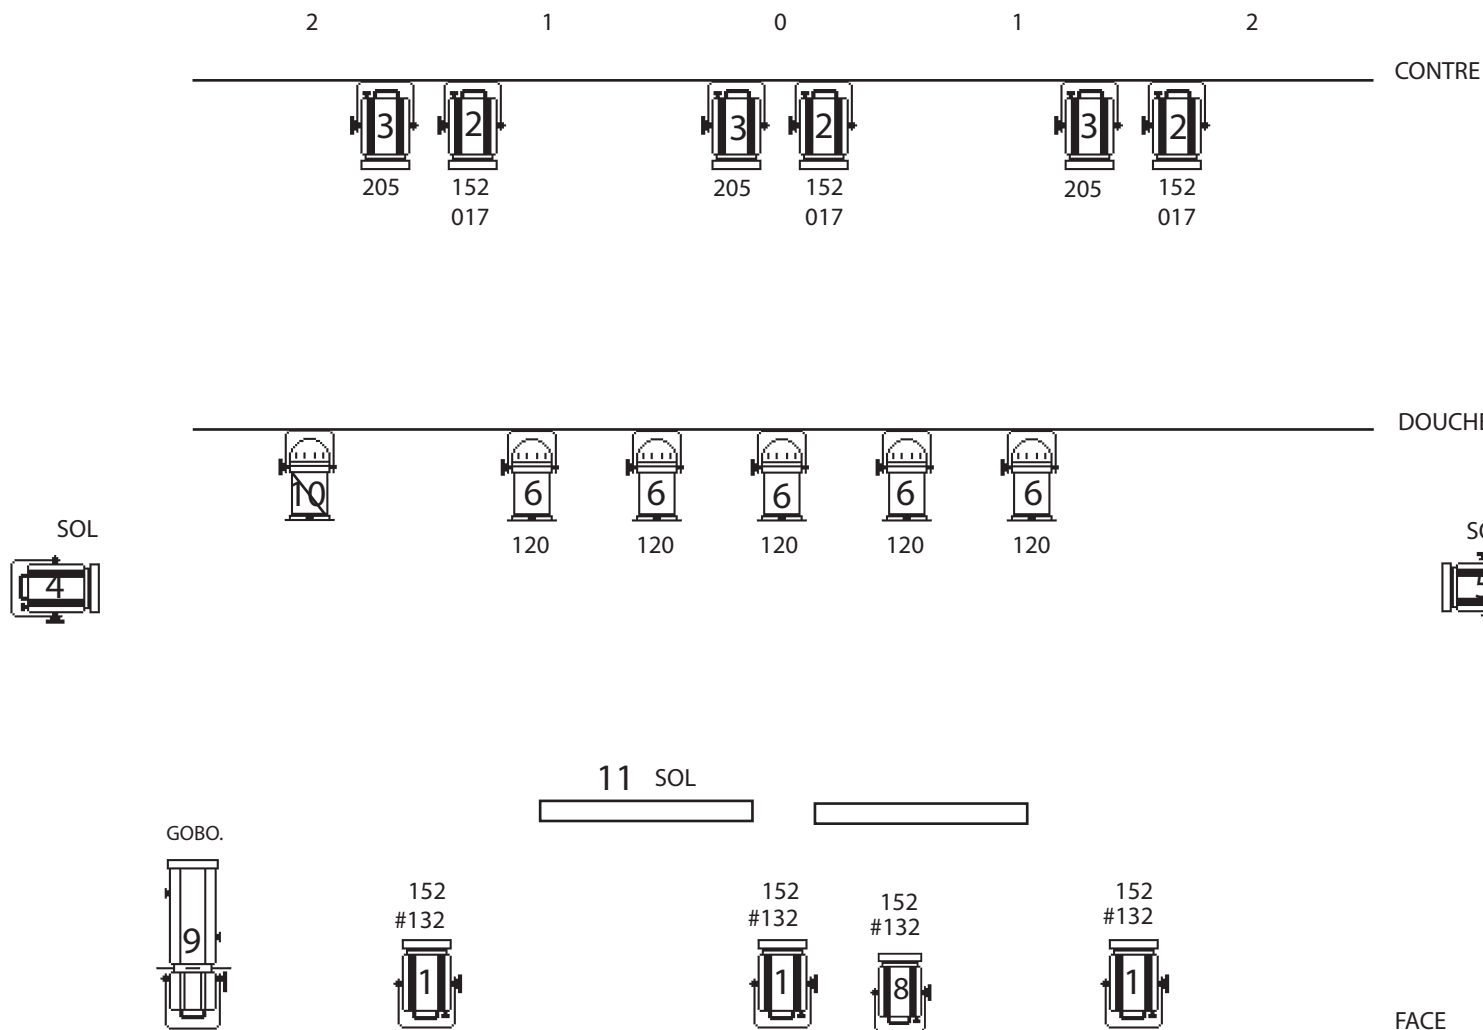 2 1 0 1 2
CONTRE
3 2 3 2 3 2
205 152 205 152 205 152
017 017 017
DOUCHE
10 6 6 6 6 6
120 120 120 120 120
SOL
4
11 SOL
GOBO.
152 152 152 152
#132 #132 #132 #132
9 1 1 8 1
FACE